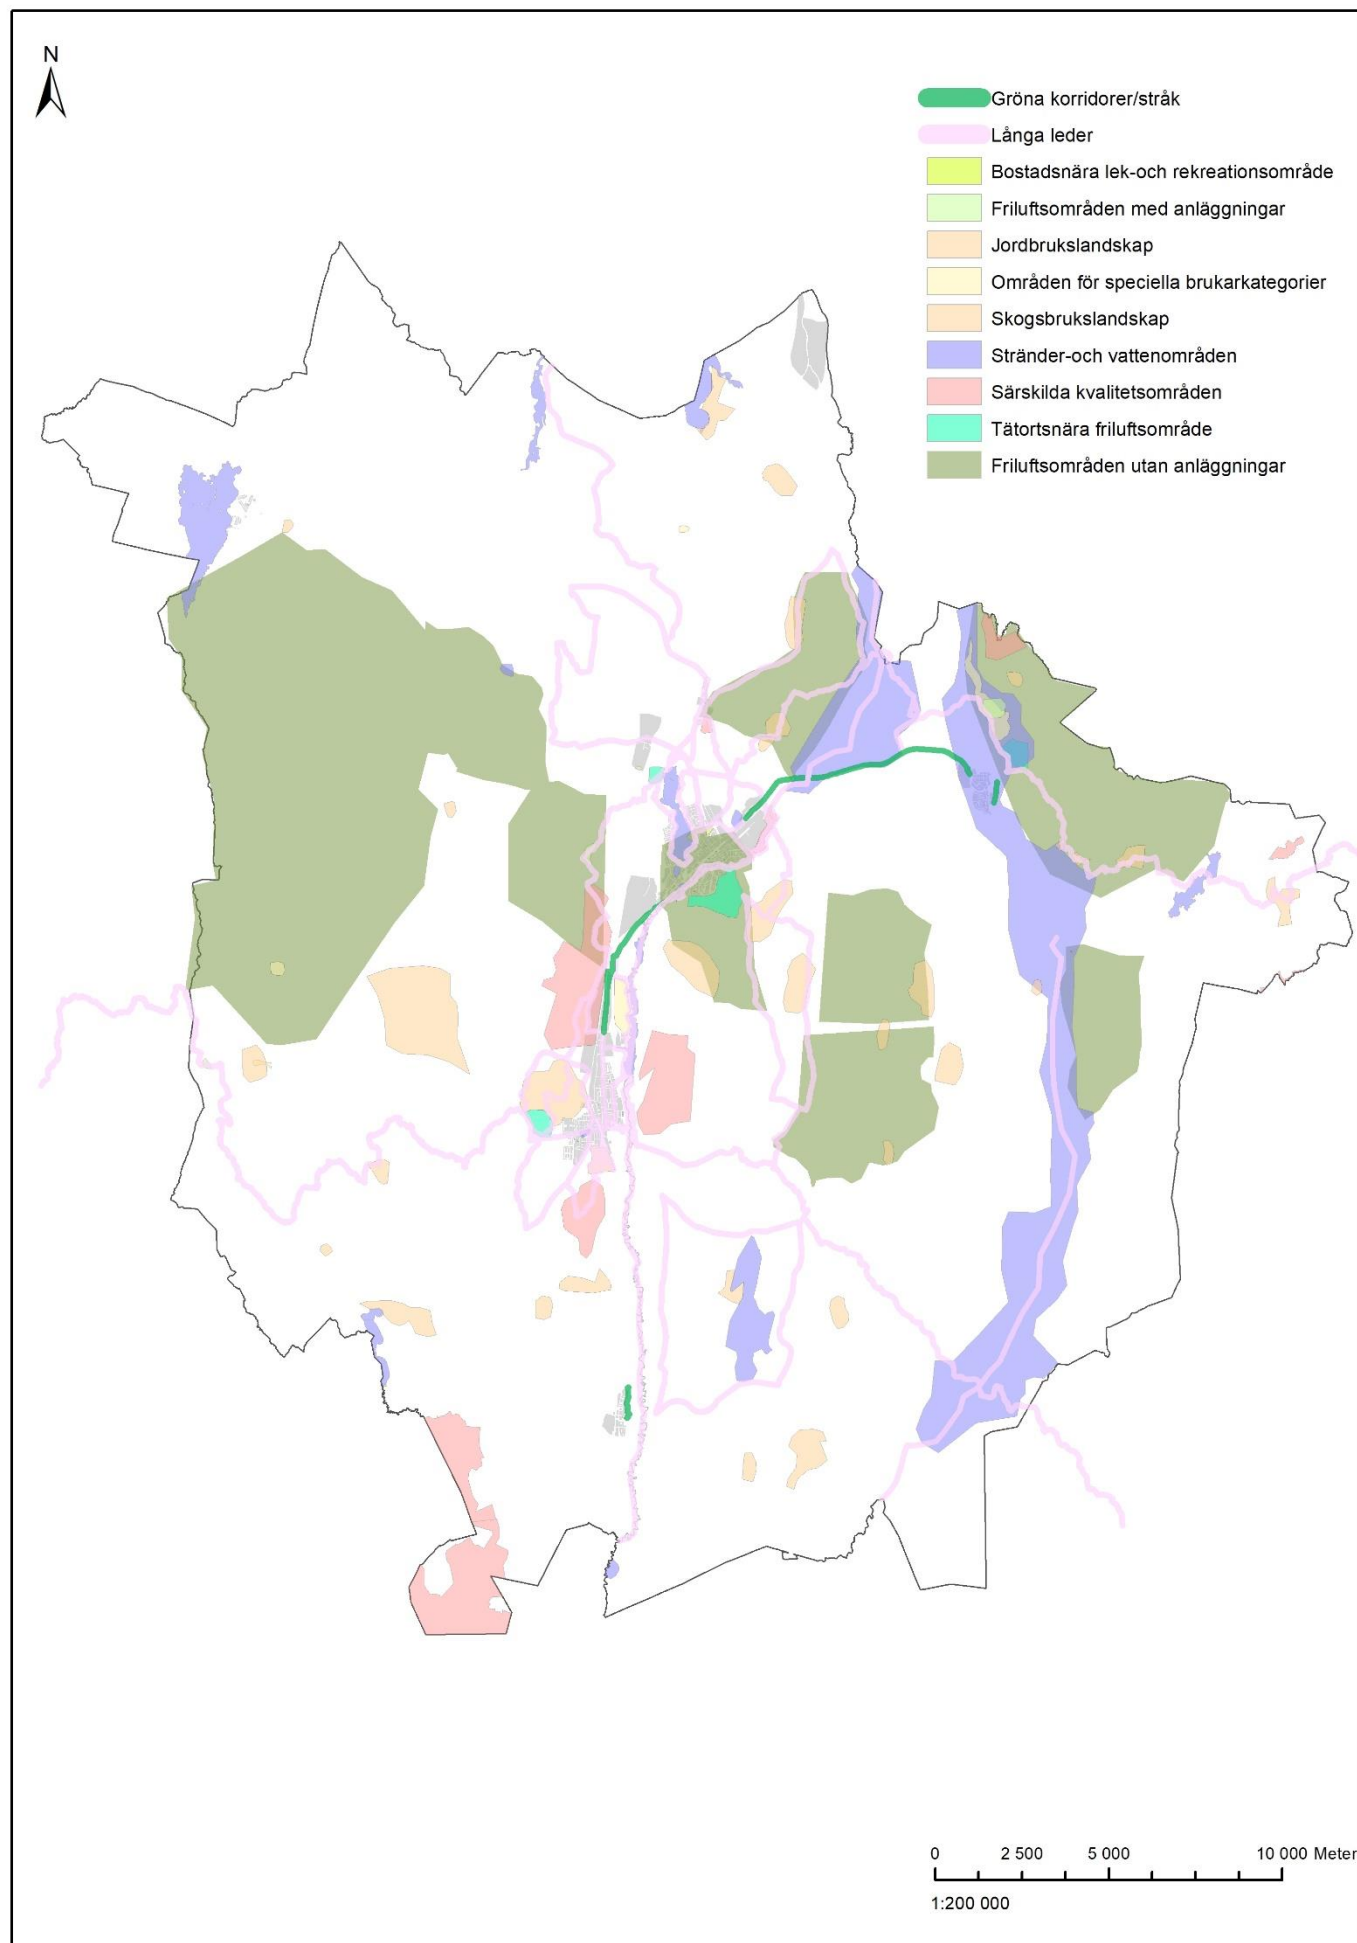 N
Gröna korridorer/stråk
Långa leder
Bostadsnära lek-och rekreationsområde
Friluftsområden med anläggningar
Jordbrukslandskap
Områden för speciella brukarkategorier
Skogsbrukslandskap
Stränder-och vattenområden
Särskilda kvalitetsområden
Tätortsnära friluftsområde
Friluftsområden utan anläggningar
0 2 500 5 000 10 000 Meter
1:200 000